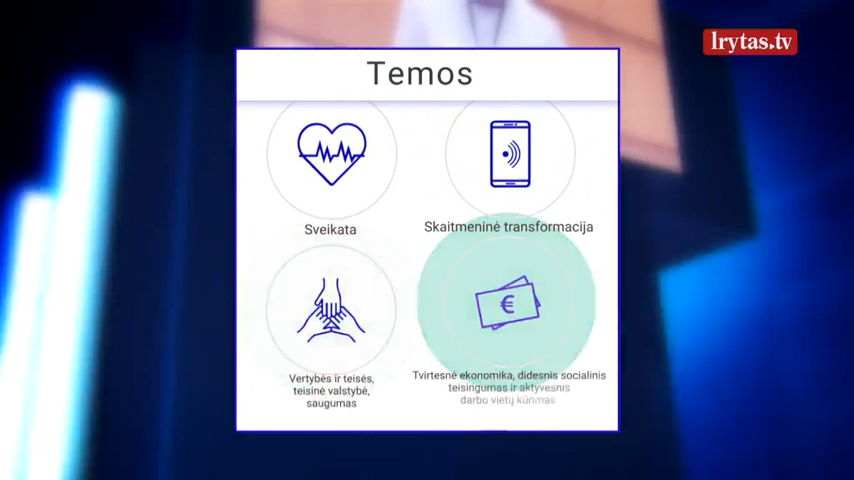 lrytas.tv
Temos
Sveikata
Skaitmeninė transformacija
Vertybės ir teisės,
teisinė valstybė,
saugumas
€
Tvirtesnė ekonomika, didesnis socialinis
teisingumas ir aktyvesnis
darbo vietų kūrimas